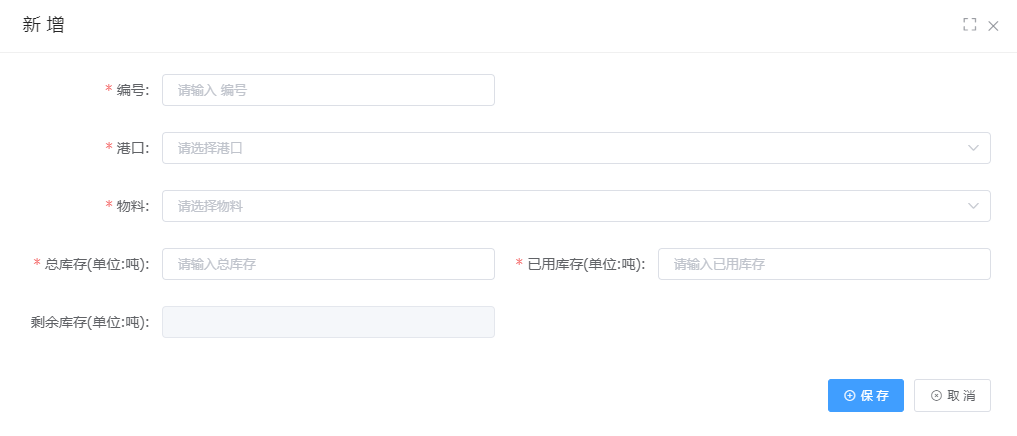 新 增
* 编号: 请输入 编号
* 港口: 请选择港口
* 物料: 请选择物料
* 总库存(单位:吨): 请输入总库存 * 已用库存(单位:吨): 请输入已用库存
剩余库存(单位:吨):
保 存 取 消